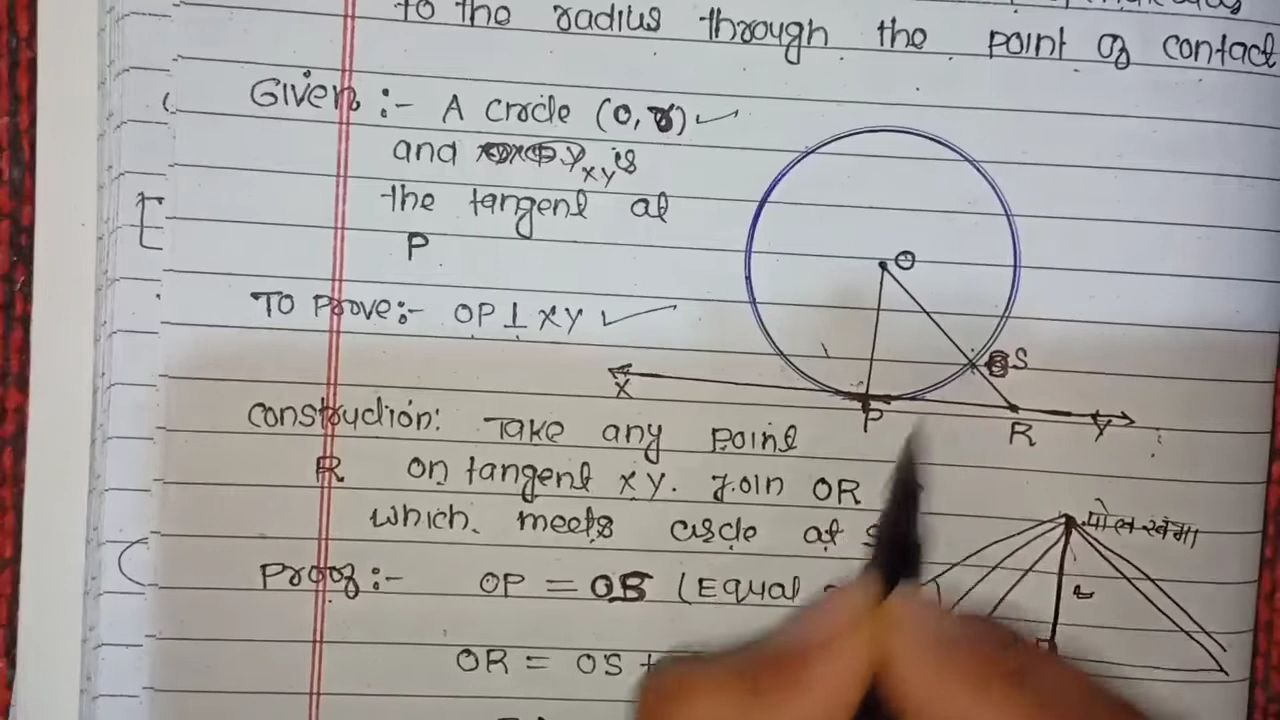 to the radius through the point of contact
Given :- A circle (O, r)
and XY is
the tangent at
P
To Prove:- OP ⊥ XY
O
S
X
P
R
Y
Construction: Take any point
R on tangent XY. Join OR
which meets circle at S
पोल खंभा
Proof:- OP = OS (Equal
OR = OS +